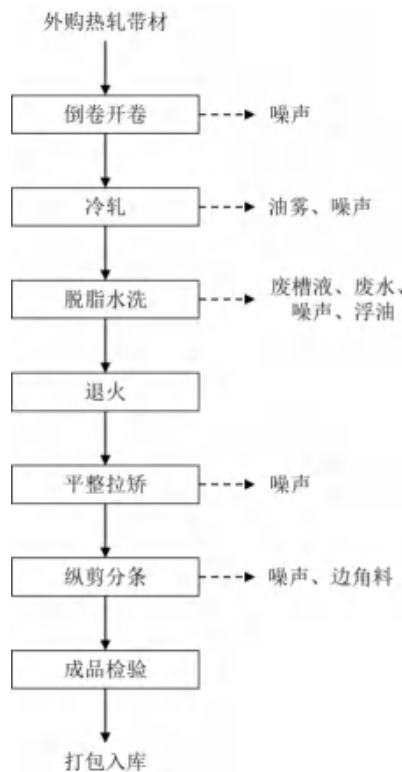 外购热轧带材
倒卷开卷
噪声
冷轧
油雾、噪声
脱脂水洗
废槽液、废水、
噪声、浮油
退火
平整拉矫
噪声
纵剪分条
噪声、边角料
成品检验
打包入库